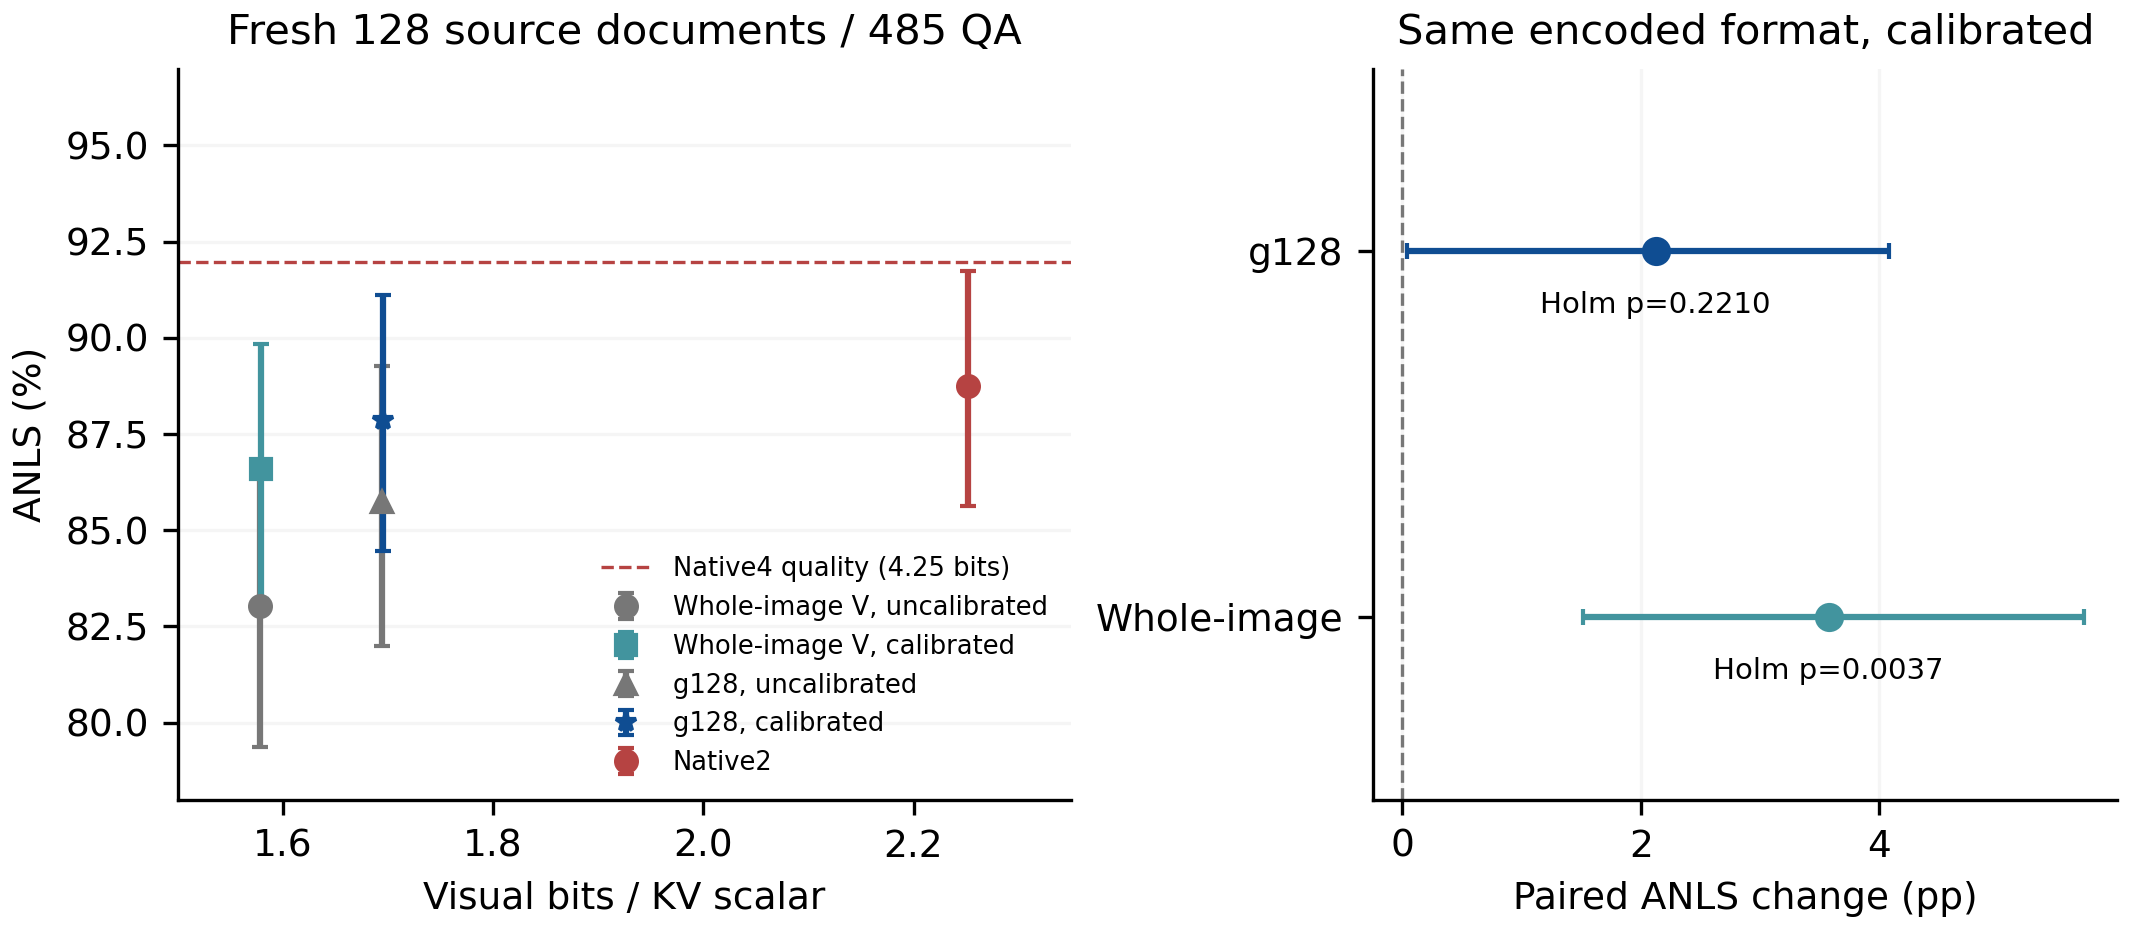 Fresh 128 source documents / 485 QA
ANLS (%)
95.0
92.5
90.0
87.5
85.0
82.5
80.0
Native4 quality (4.25 bits)
Whole-image V, uncalibrated
Whole-image V, calibrated
g128, uncalibrated
g128, calibrated
Native2
1.6 1.8 2.0 2.2
Visual bits / KV scalar
Same encoded format, calibrated
g128
Holm p=0.2210
Whole-image
Holm p=0.0037
0 2 4
Paired ANLS change (pp)